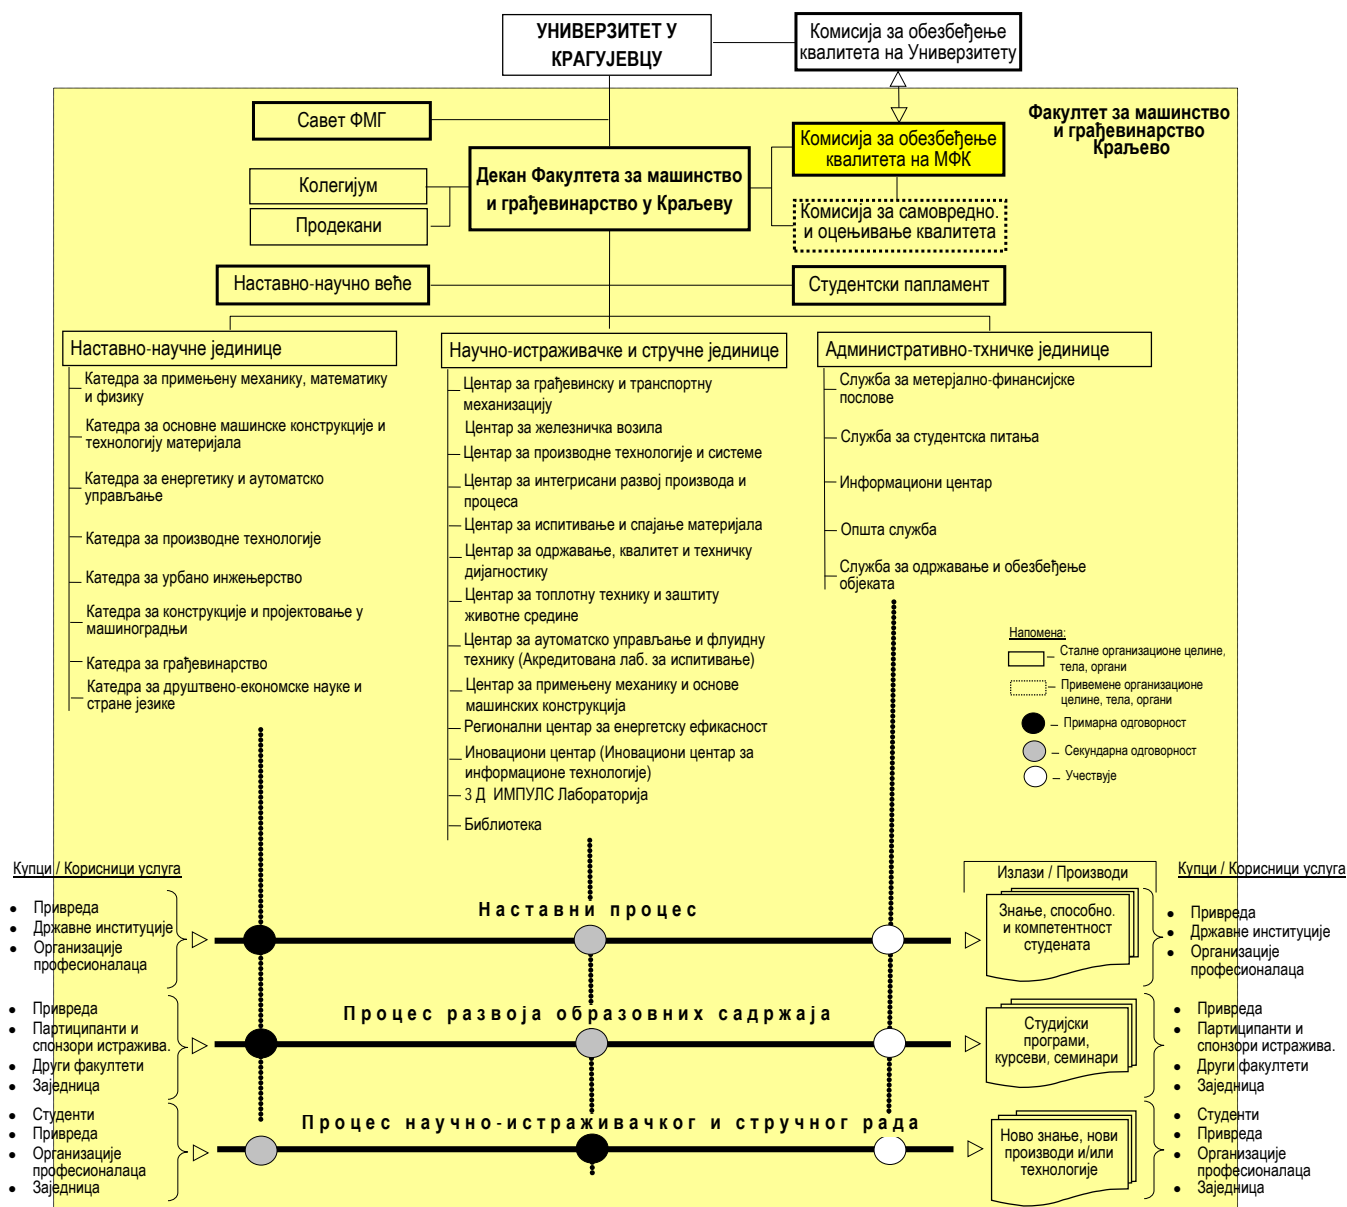 УНИВЕРЗИТЕТ У
КРАГУЈЕВЦУ
Комисија за обезбеђење
квалитета на Универзитету
Факултет за машинство
и грађевинарство
Краљево
Савет ФМГ
Комисија за обезбеђење
квалитета на МФК
Декан Факултета за машинство
и грађевинарство у Краљеву
Колегијум
Продекани
Комисија за самовредно.
и оцењивање квалитета
Наставно-научно веће
Студентски папламент
Наставно-научне јединице
Катедра за примењену механику, математику
и физику
Катедра за основне машинске конструкције и
технологију материјала
Катедра за енергетику и аутоматско
управљање
Катедра за производне технологије
Катедра за урбано инжењерство
Катедра за конструкције и пројектовање у
машиноградњи
Катедра за грађевинарство
Катедра за друштвено-економске науке и
стране језике
Научно-истраживачке и стручне јединице
Центар за грађевинску и транспортну
механизацију
Центар за железничка возила
Центар за производне технологије и системе
Центар за интегрисани развој производа и
процеса
Центар за испитивање и спајање материјала
Центар за одржавање, квалитет и техничку
дијагностику
Центар за топлотну технику и заштиту
животне средине
Центар за аутоматско управљање и флуидну
технику (Акредитована лаб. за испитивање)
Центар за примењену механику и основе
машинских конструкција
Регионални центар за енергетску ефикасност
Иновациони центар (Иновациони центар за
информационе технологије)
3 Д ИМПУЛС Лабораторија
Библиотека
Административно-тхничке јединице
Служба за метерјално-финансијске
послове
Служба за студентска питања
Информациони центар
Општа служба
Служба за одржавање и обезбеђење
објеката
Напомена:
– Сталне организационе целине,
тела, органи
– Привемене организационе
целине, тела, органи
– Примарна одговорност
– Секундарна одговорност
– Учествује
Купци / Корисници услуга
• Привреда
• Државне институције
• Организације
професионалаца
• Привреда
• Партиципанти и
спонзори истражива.
• Други факултети
• Заједница
• Студенти
• Привреда
• Организације
професионалаца
• Заједница
Наставни процес
Процес развоја образовних садржаја
Процес научно-истраживачког и стручног рада
Излази / Производи
Знање, способно.
и компетентност
студената
Студијски
програми,
курсеви, семинари
Ново знање, нови
производи и/или
технологије
Купци / Корисници услуга
• Привреда
• Државне институције
• Организације
професионалаца
• Привреда
• Партиципанти и
спонзори истражива.
• Други факултети
• Заједница
• Студенти
• Привреда
• Организације
професионалаца
• Заједница